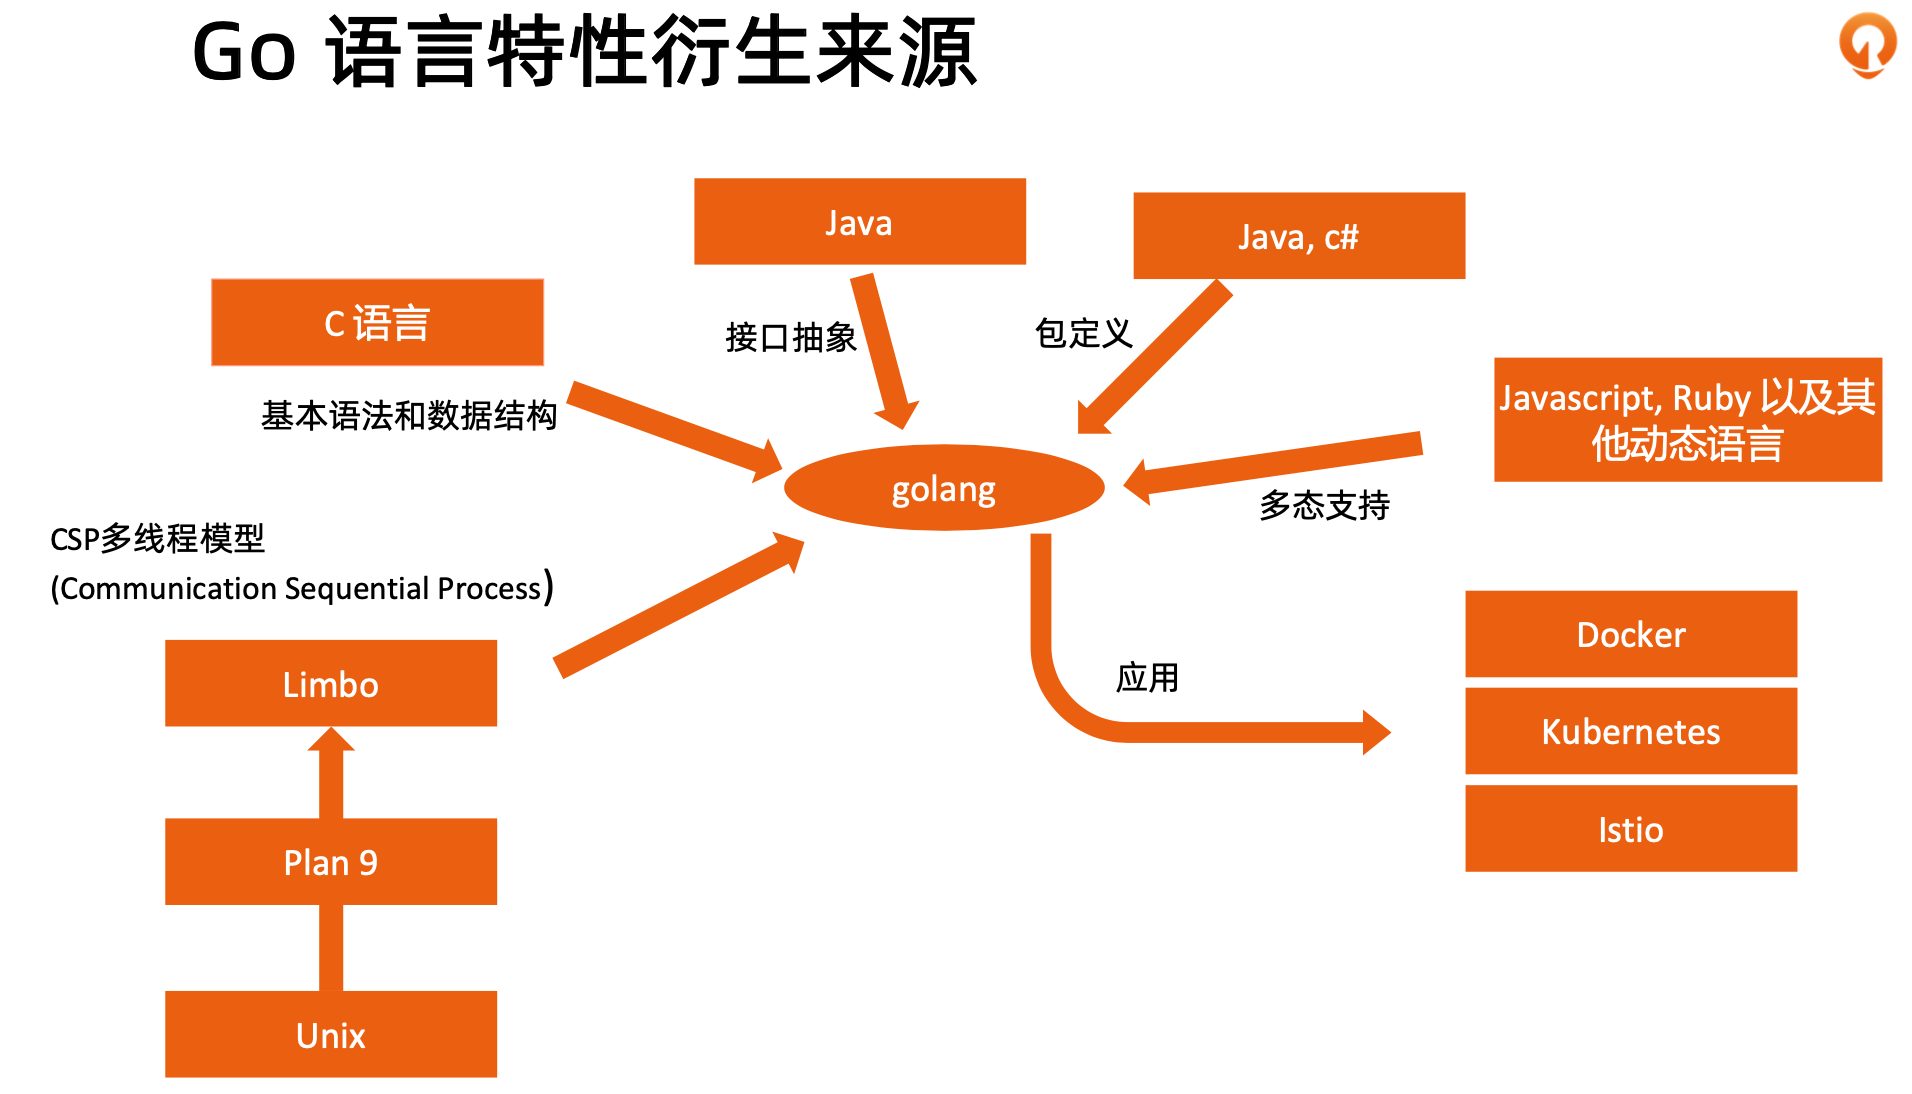 Go 语言特性衍生来源
Java
Java, c#
C 语言
接口抽象
包定义
基本语法和数据结构
Javascript, Ruby 以及其
他动态语言
golang
多态支持
CSP多线程模型
(Communication Sequential Process)
Limbo
应用
Docker
Kubernetes
Istio
Plan 9
Unix